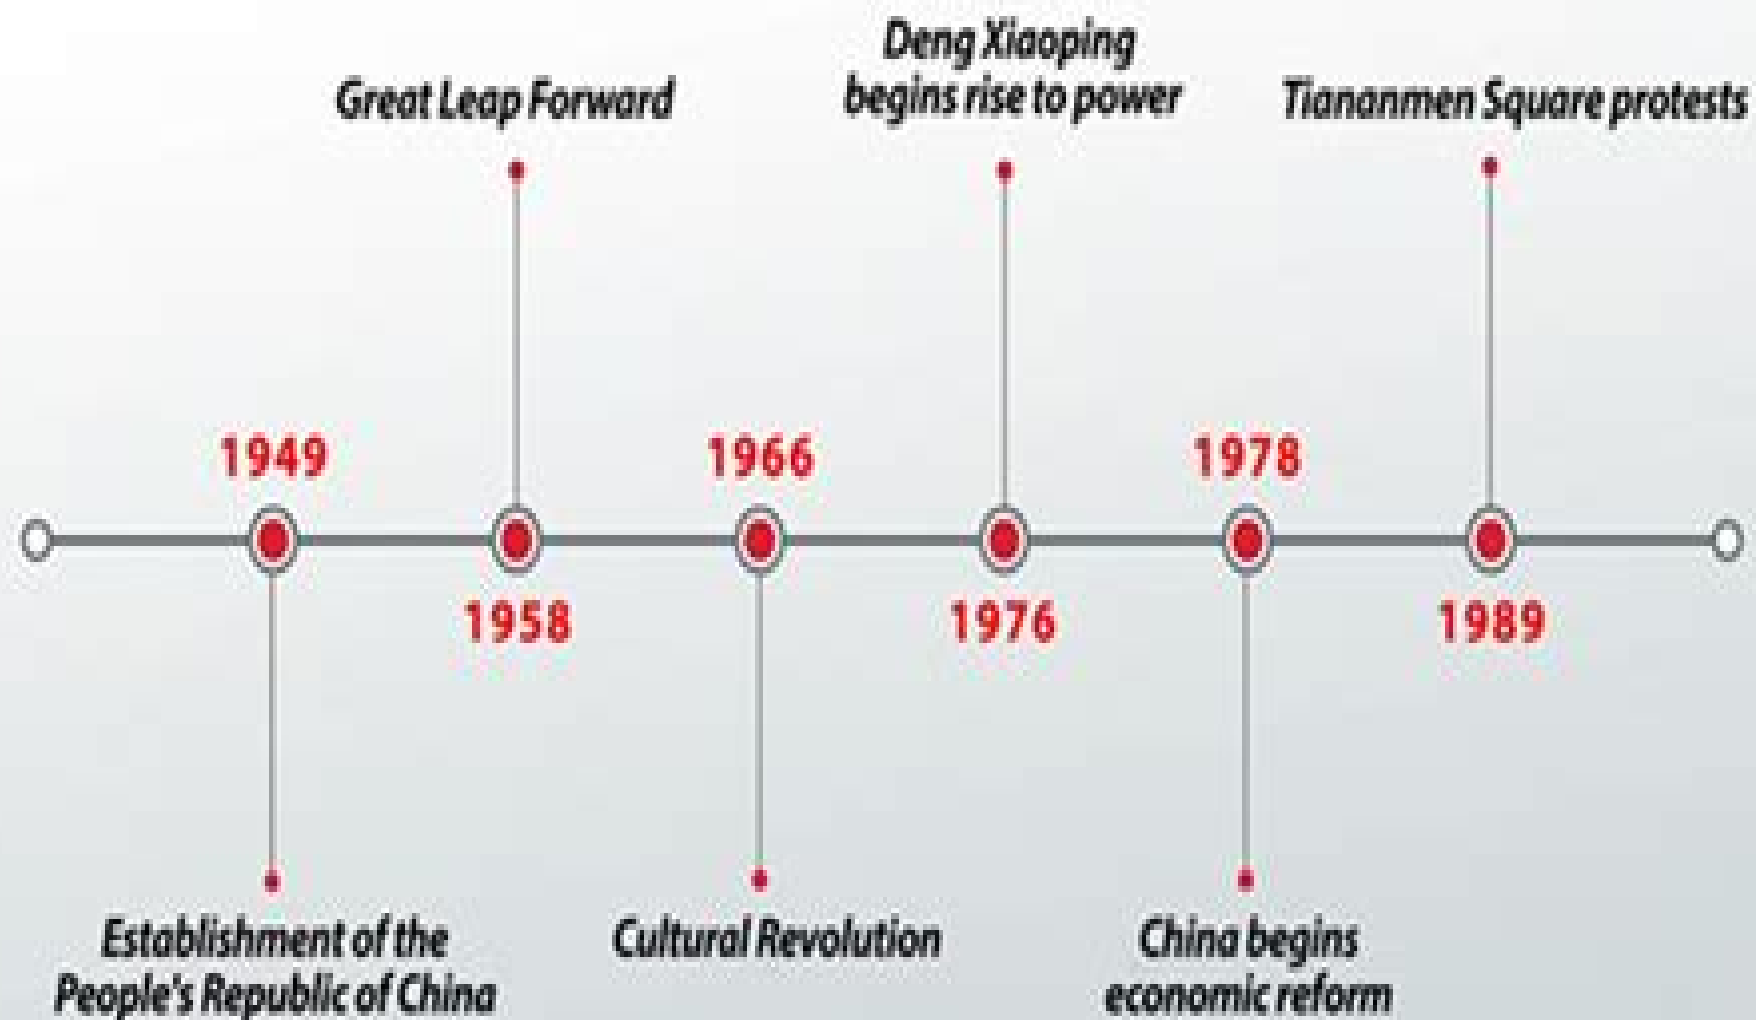 Deng Xiaoping
begins rise to power
Great Leap Forward
Tiananmen Square protests
1949
1966
1978
1958
1976
1989
Establishment of the
People's Republic of China
Cultural Revolution
China begins
economic reform